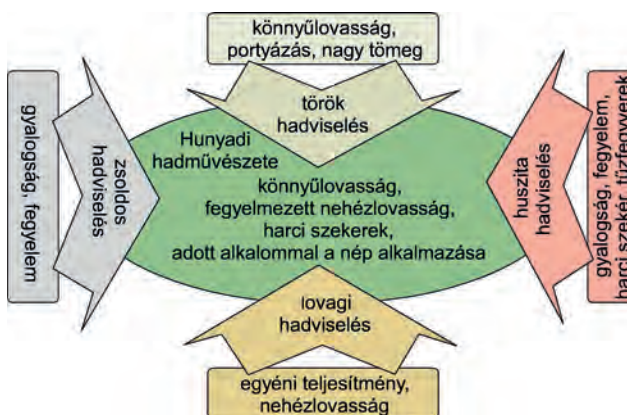 könnyűlovasság,
portyázás, nagy tömeg
török
hadviselés
gyalogság, fegyelem
zsoldos
hadviselés
Hunyadi
hadművészete
könnyűlovasság,
fegyelmezett nehézlovasság,
harci szekerek,
adott alkalommal a nép alkalmazása
huszita
hadviselés
gyalogság, fegyelem,
harci szekér, tűzfegyverek
lovagi
hadviselés
egyéni teljesítmény,
nehézlovasság